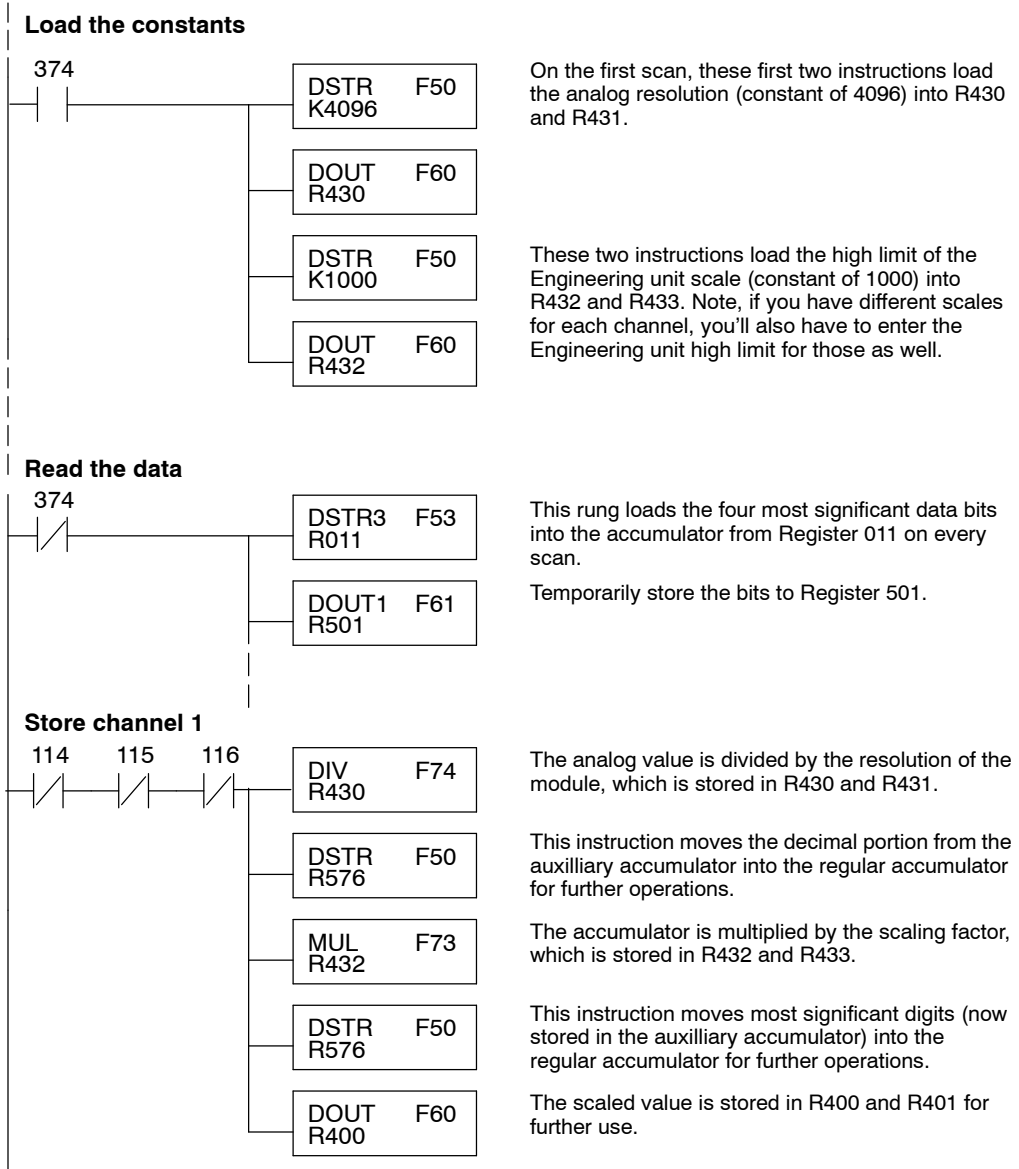 Load the constants
374
DSTR F50
K4096
On the first scan, these first two instructions load
the analog resolution (constant of 4096) into R430
and R431.
DOUT F60
R430
DSTR F50
K1000
These two instructions load the high limit of the
Engineering unit scale (constant of 1000) into
R432 and R433. Note, if you have different scales
for each channel, you'll also have to enter the
Engineering unit high limit for those as well.
DOUT F60
R432
Read the data
374
DSTR3 F53
R011
This rung loads the four most significant data bits
into the accumulator from Register 011 on every
scan.
DOUT1 F61
R501
Temporarily store the bits to Register 501.
Store channel 1
114 115 116
DIV F74
R430
The analog value is divided by the resolution of the
module, which is stored in R430 and R431.
DSTR F50
R576
This instruction moves the decimal portion from the
auxilliary accumulator into the regular accumulator
for further operations.
MUL F73
R432
The accumulator is multiplied by the scaling factor,
which is stored in R432 and R433.
DSTR F50
R576
This instruction moves most significant digits (now
stored in the auxilliary accumulator) into the
regular accumulator for further operations.
DOUT F60
R400
The scaled value is stored in R400 and R401 for
further use.